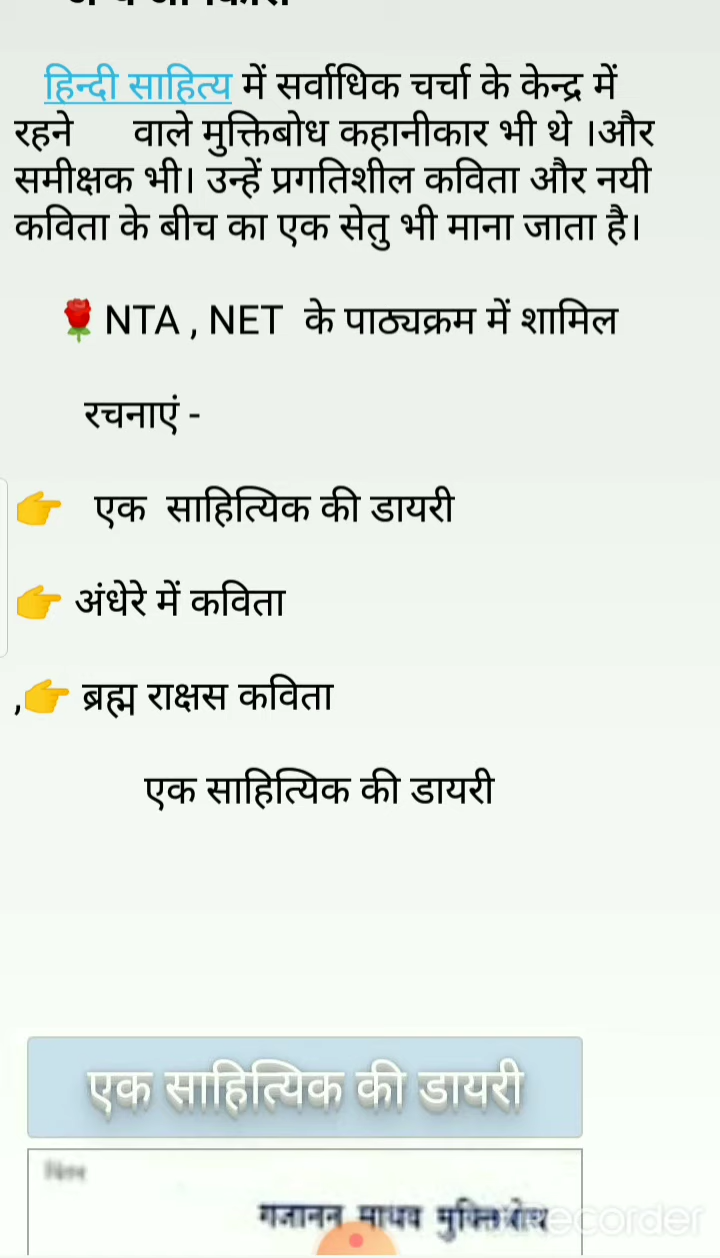 हिन्दी साहित्य में सर्वाधिक चर्चा के केन्द्र में
रहने वाले मुक्तिबोध कहानीकार भी थे ।और
समीक्षक भी। उन्हें प्रगतिशील कविता और नयी
कविता के बीच का एक सेतु भी माना जाता है।
🌹 NTA , NET के पाठ्यक्रम में शामिल
रचनाएं -
👉 एक साहित्यिक की डायरी
👉 अंधेरे में कविता
,👉 ब्रह्म राक्षस कविता
एक साहित्यिक की डायरी
एक साहित्यिक की डायरी
गजानन माधव मुक्तिबोध